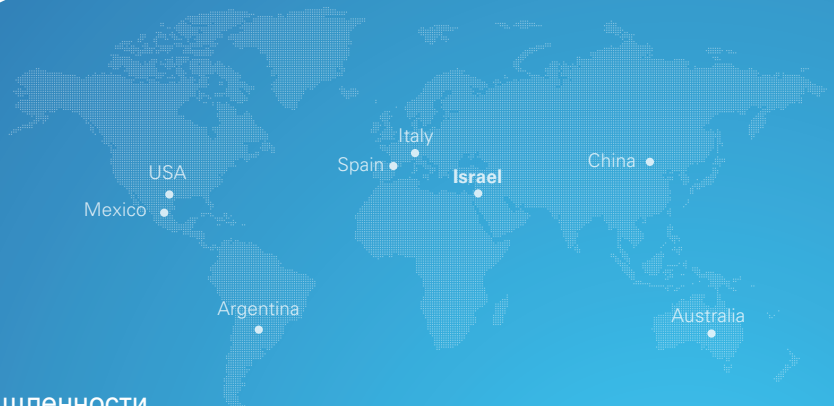 Italy
Spain
China
USA
Israel
Mexico
Argentina
Australia